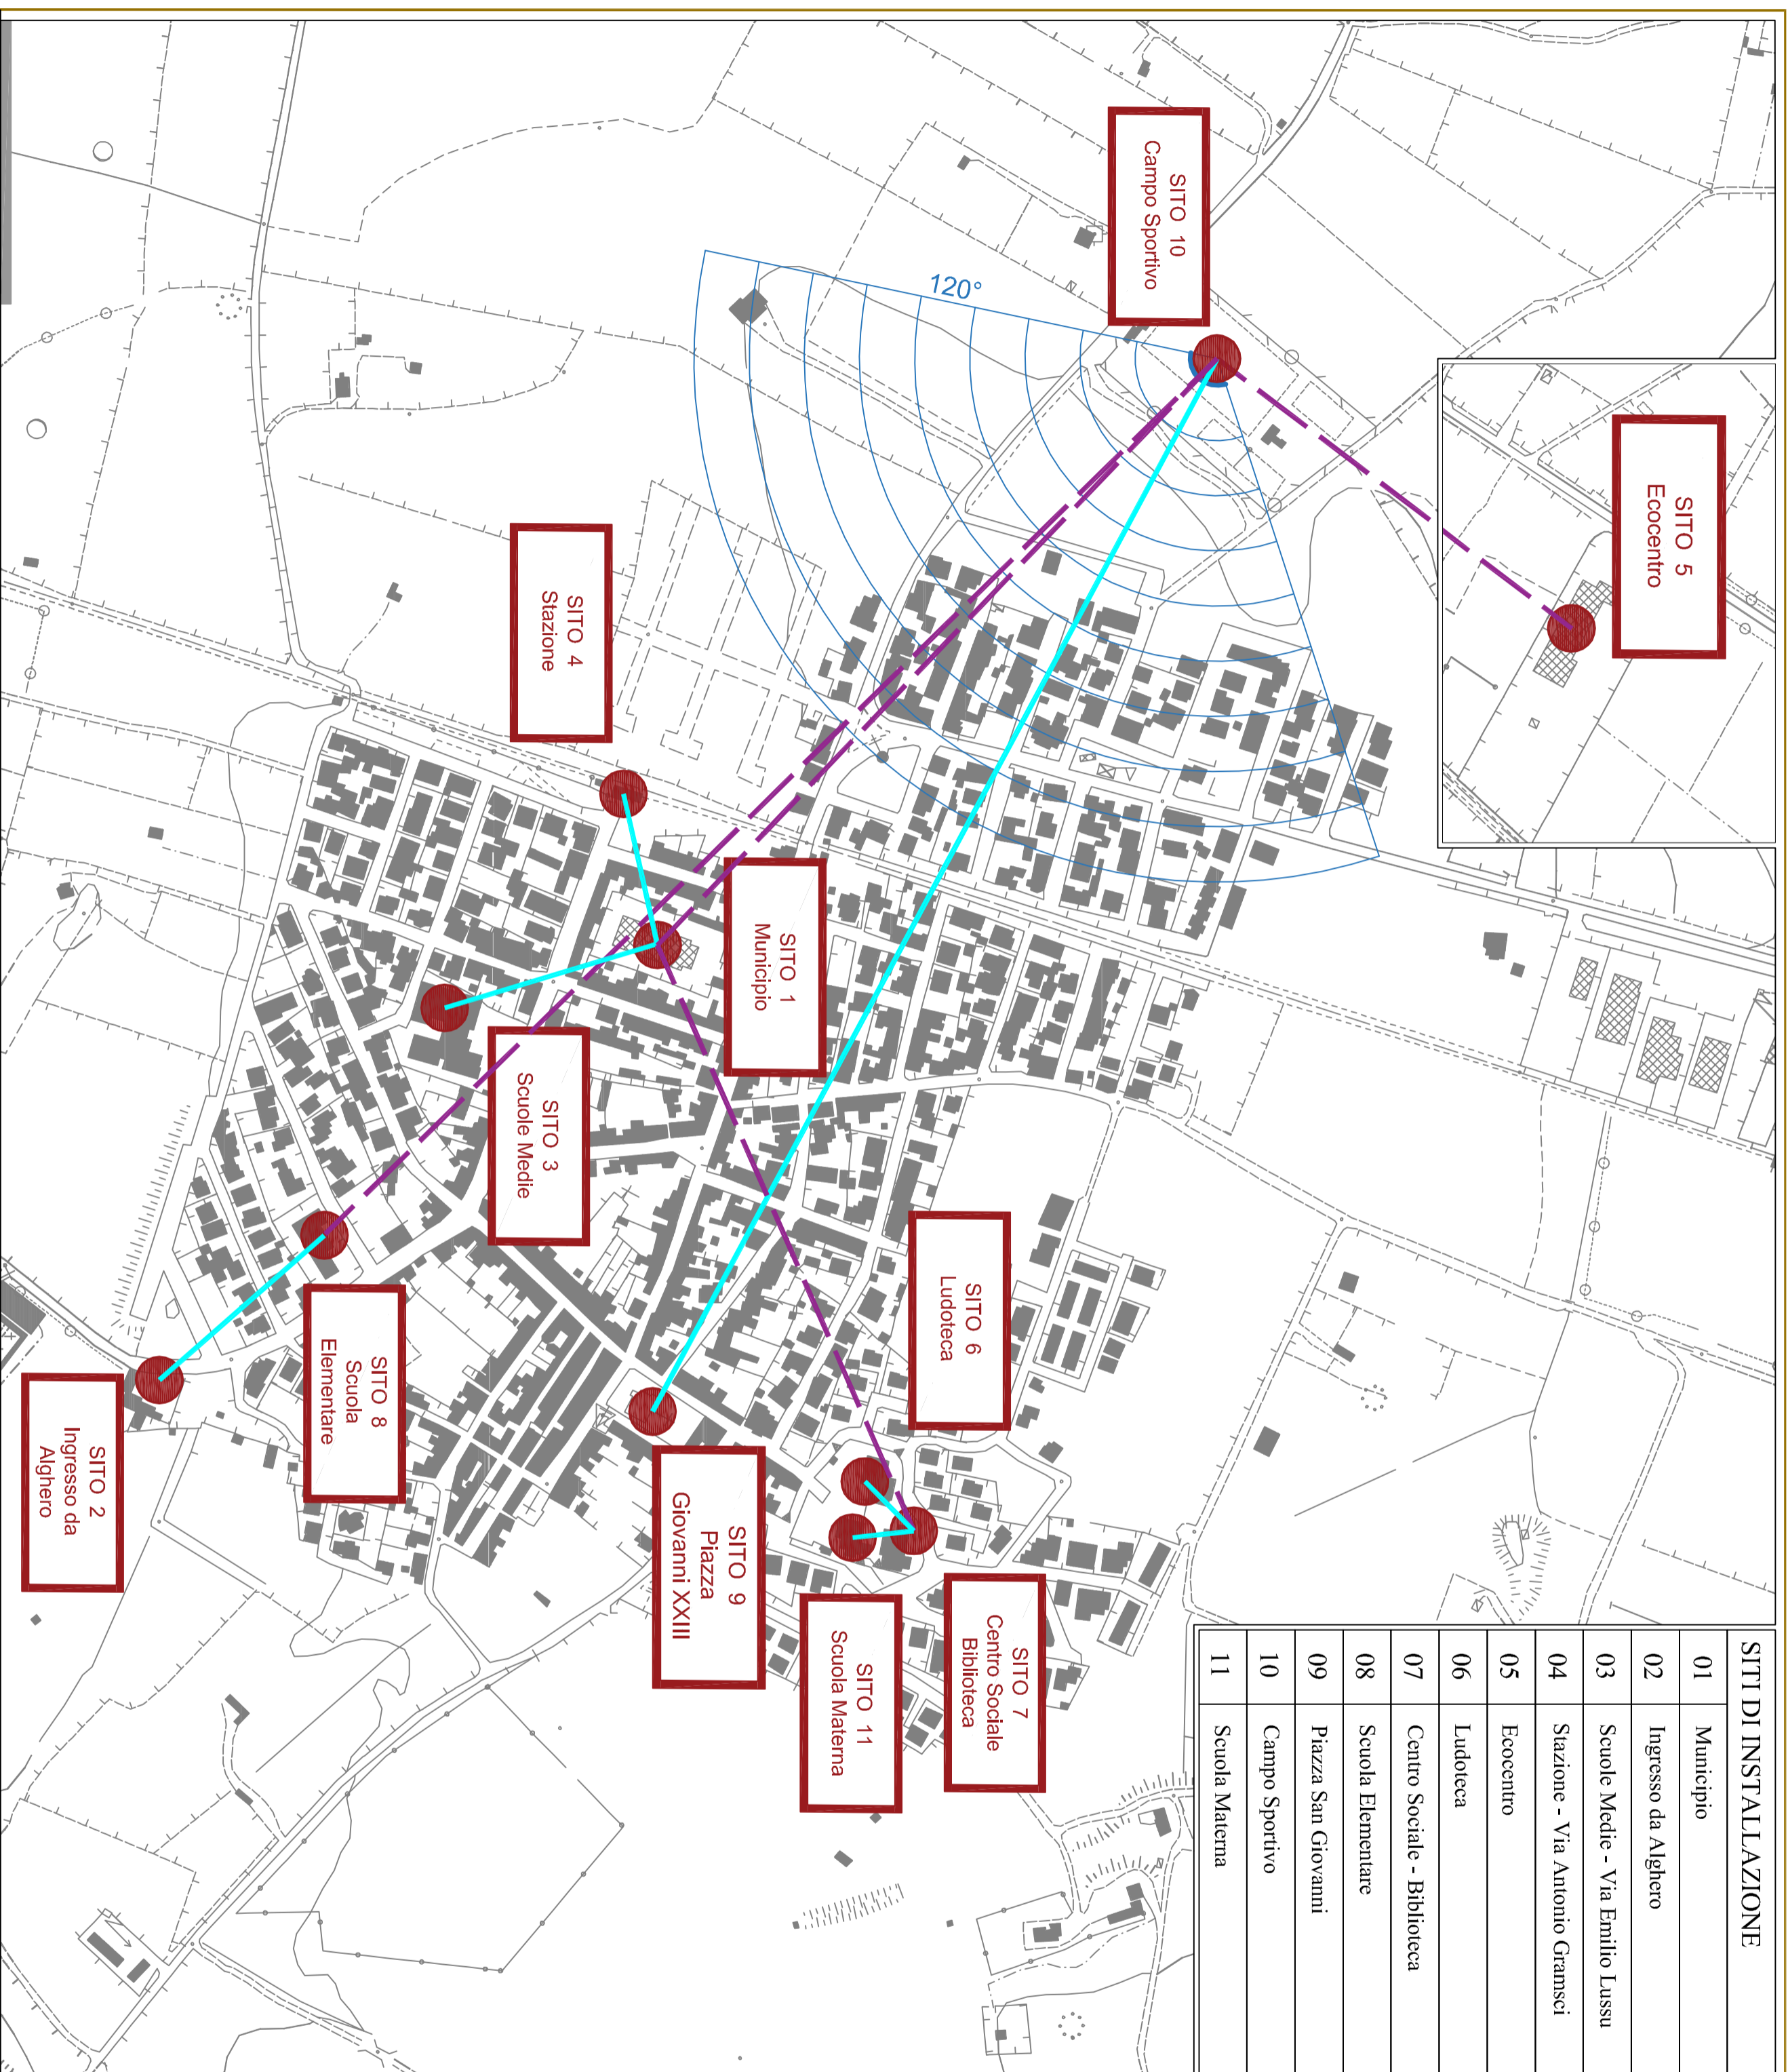 SITI DI INSTALLAZIONE
01 Municipio
02 Ingresso da Alghero
03 Scuole Medie - Via Emilio Lussu
04 Stazione - Via Antonio Gramsci
05 Ecocentro
06 Ludoteca
07 Centro Sociale - Biblioteca
08 Scuola Elementare
09 Piazza San Giovanni
10 Campo Sportivo
11 Scuola Materna
SITO 5
Ecocentro
SITO 10
Campo Sportivo
120°
SITO 4
Stazione
SITO 1
Municipio
SITO 3
Scuole Medie
SITO 6
Ludoteca
SITO 8
Scuola
Elementare
SITO 2
Ingresso da
Alghero
SITO 9
Piazza
Giovanni XXIII
SITO 7
Centro Sociale
Biblioteca
SITO 11
Scuola Materna